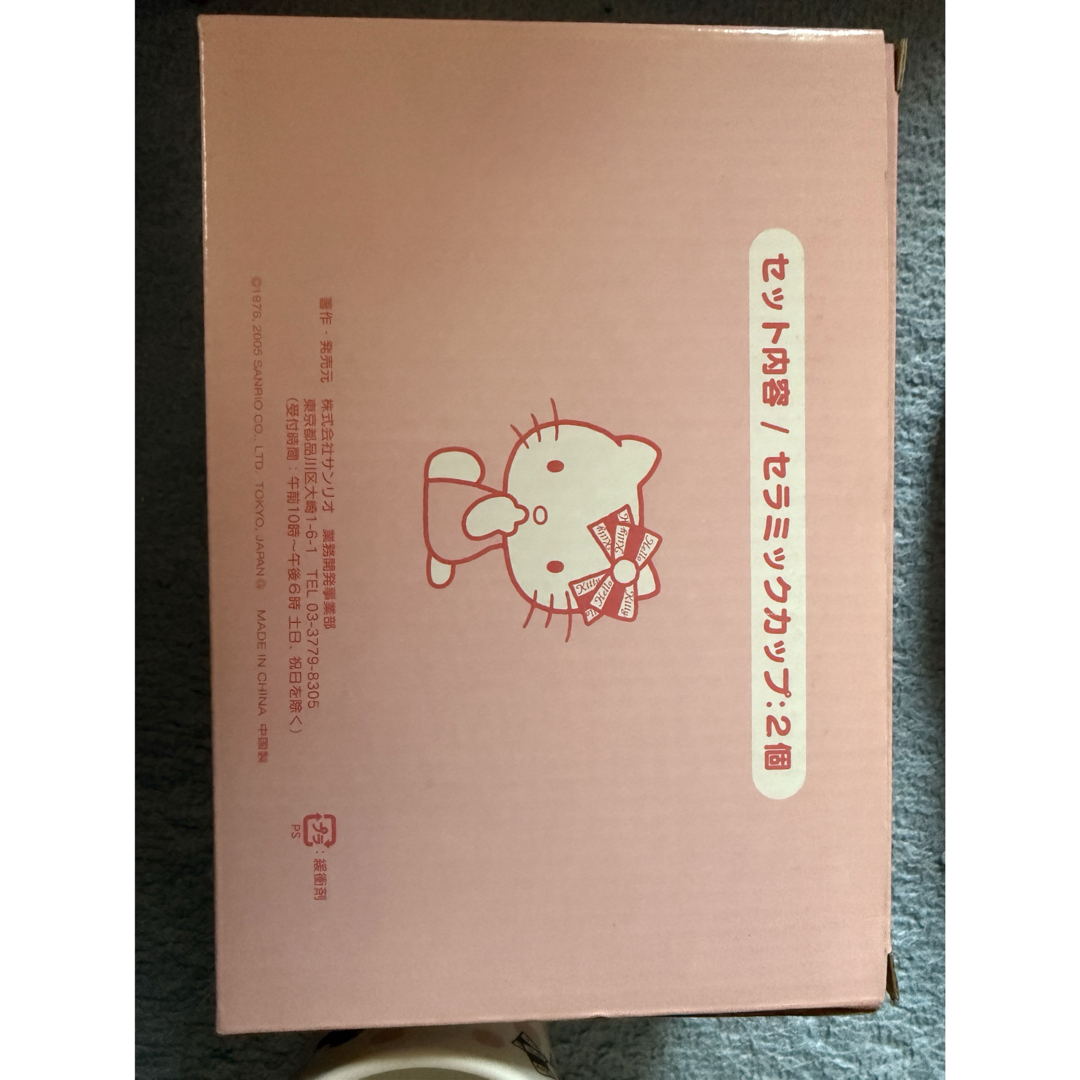 セット内容 / セラミックカップ:2個
Hello Kitty
著作・発売元 株式会社サンリオ 業務開発事業部
東京都品川区大崎1-6-1 TEL 03-3779-8305
(受付時間:午前10時～午後6時 土日、祝日を除く)
プラ:緩衝剤
PS
©1976, 2005 SANRIO CO., LTD. TOKYO, JAPAN Ⓛ MADE IN CHINA 中国製